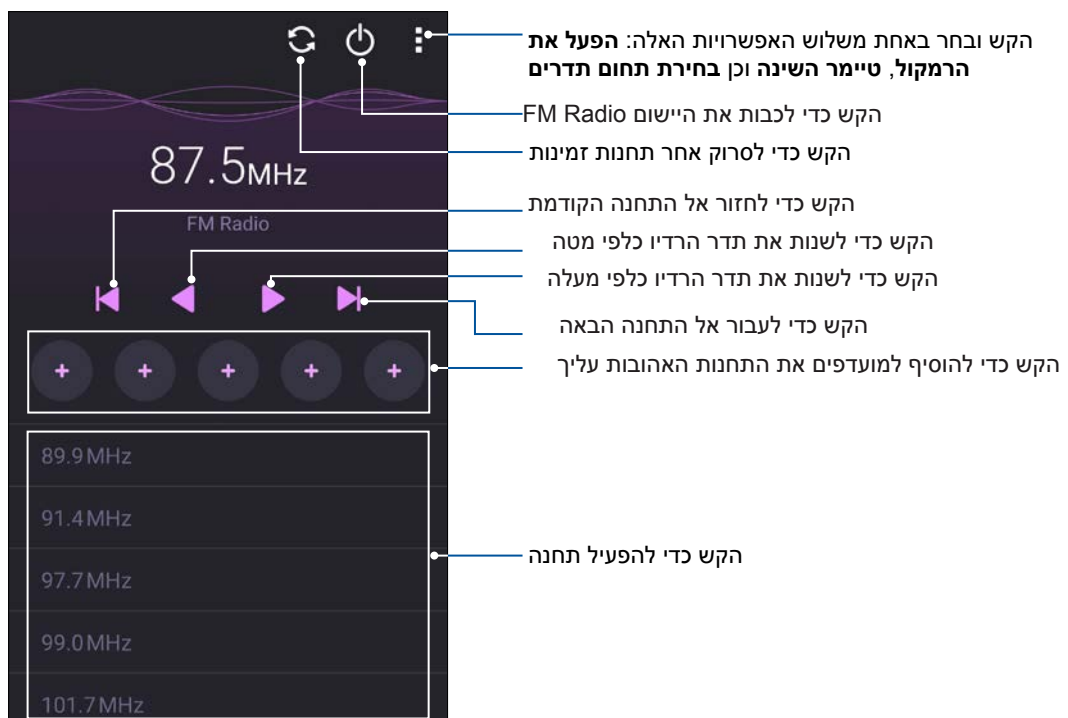 הקש ובחר באחת משלוש האפשרויות האלה: הפעל את
הרמקול, טיימר השינה וכן בחירת תחום תדרים
הקש כדי לכבות את היישום FM Radio
הקש כדי לסרוק אחר תחנות זמינות
87.5MHz
FM Radio
הקש כדי לחזור אל התחנה הקודמת
הקש כדי לשנות את תדר הרדיו כלפי מטה
הקש כדי לשנות את תדר הרדיו כלפי מעלה
הקש כדי לעבור אל התחנה הבאה
הקש כדי להוסיף למועדפים את התחנות האהובות עליך
+ + + + +
89.9MHz
91.4MHz
97.7MHz
הקש כדי להפעיל תחנה
99.0MHz
101.7MHz